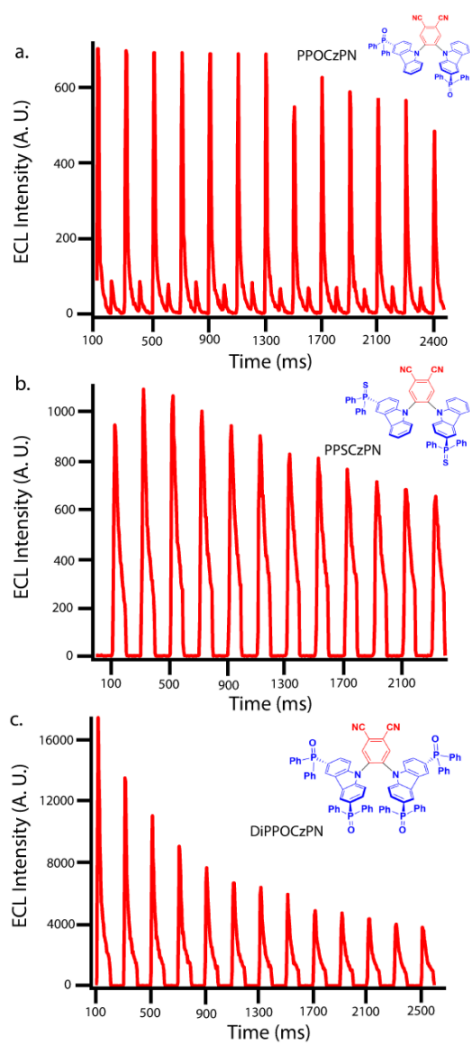 a.
PPOCzPN
NC CN
O
Ph P
Ph
N N
Ph
P Ph
O
ECL Intensity (A. U.)
600
400
200
0
100 500 900 1300 1700 2100 2400
Time (ms)
b.
NC CN
S
Ph P
Ph
N N
Ph
P Ph
S
PPSCzPN
ECL Intensity (A. U.)
1000
800
600
400
200
0
100 500 900 1300 1700 2100
Time (ms)
c.
NC CN
O O
Ph P P Ph
Ph Ph
N N
Ph Ph
Ph P P Ph
O O
DiPPOCzPN
ECL Intensity (A. U.)
16000
12000
8000
4000
0
100 500 900 1300 1700 2100 2500
Time (ms)